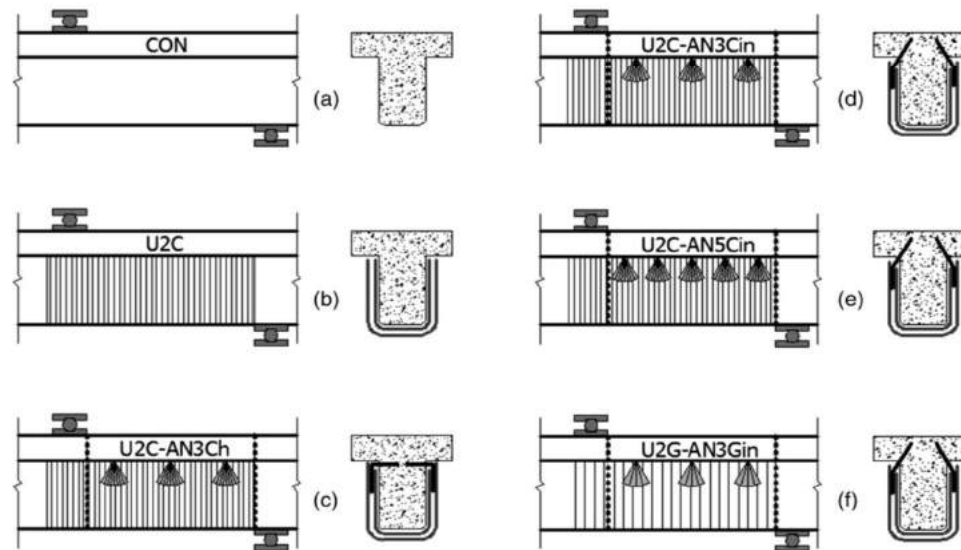 CON
(a)
U2C
(b)
U2C-AN3Ch
(c)
U2C-AN3Cin
(d)
U2C-AN5Cin
(e)
U2G-AN3Gin
(f)